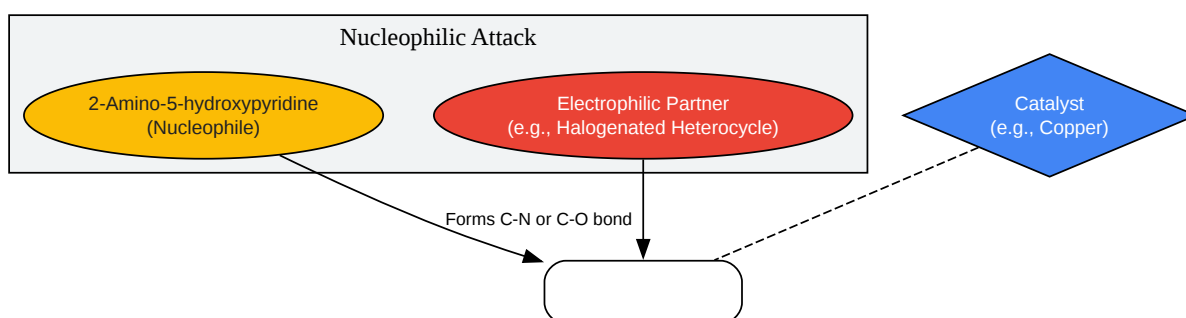 Nucleophilic Attack
2-Amino-5-hydroxypyridine
(Nucleophile)
Electrophilic Partner
(e.g., Halogenated Heterocycle)
Catalyst
(e.g., Copper)
Forms C-N or C-O bond